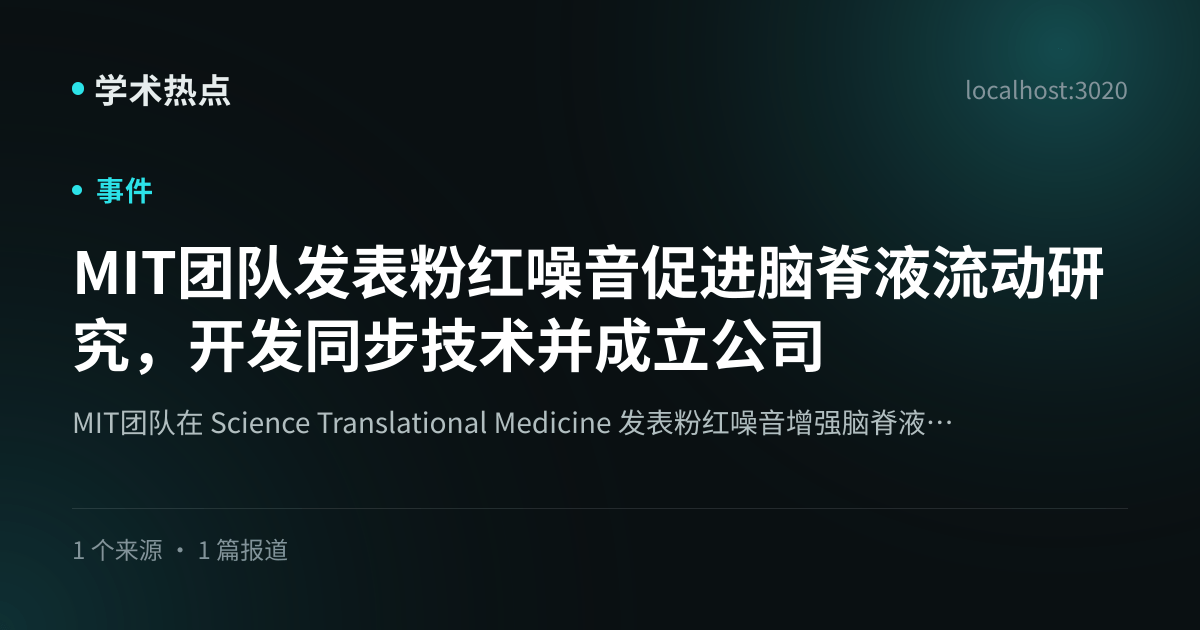 学术热点
localhost:3020
事件
MIT团队发表粉红噪音促进脑脊液流动研
究，开发同步技术并成立公司
MIT团队在 Science Translational Medicine 发表粉红噪音增强脑脊液…
1 个来源 · 1 篇报道